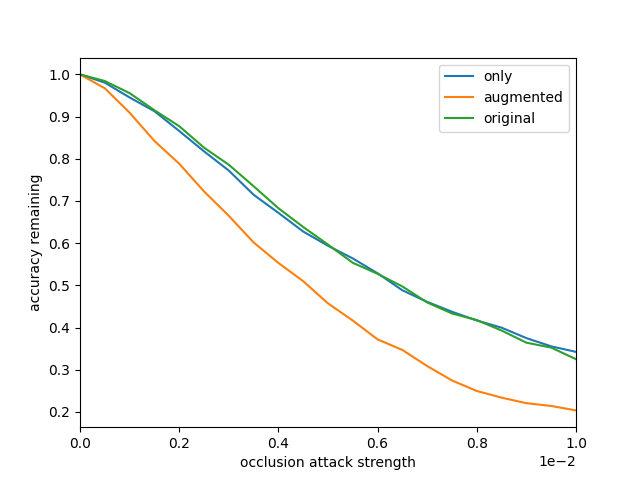 only
augmented
original
1.0
0.9
0.8
0.7
0.6
0.5
0.4
0.3
0.2
accuracy remaining
0.0 0.2 0.4 0.6 0.8 1.0
occlusion attack strength
1e−2